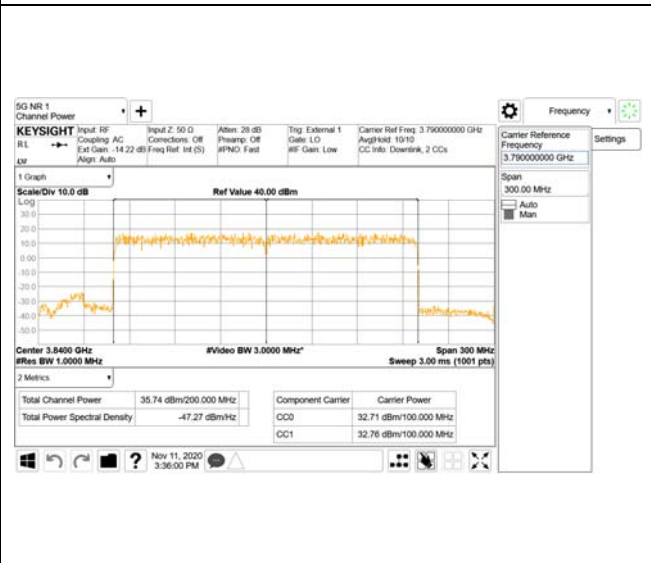 5G NR 1
Channel Power
Frequency
KEYSIGHT
RL
Input: RF
Coupling: AC
Ext Gain: -14.22 dB
Align: Auto
Input Z: 50 Ω
Corrections: Off
Freq Ref: Int (S)
Atten: 28 dB
Preamp: Off
#PNO: Fast
Trig: External 1
Gate: LO
#IF Gain: Low
Carrier Ref Freq: 3.790000000 GHz
Avg|Hold: 10/10
CC Info: Downlink, 2 CCs
Carrier Reference
Frequency
3.790000000 GHz
Settings
Span
300.00 MHz
Auto
Man
1 Graph
Scale/Div 10.0 dB
Ref Value 40.00 dBm
Log
30.0
20.0
10.0
0.00
-10.0
-20.0
-30.0
-40.0
-50.0
Center 3.8400 GHz
#Video BW 3.0000 MHz*
Span 300 MHz
#Res BW 1.0000 MHz
Sweep 3.00 ms (1001 pts)
2 Metrics
Total Channel Power 35.74 dBm/200.000 MHz
Total Power Spectral Density -47.27 dBm/Hz
Component Carrier Carrier Power
CC0 32.71 dBm/100.000 MHz
CC1 32.76 dBm/100.000 MHz
?
Nov 11, 2020
3:36:00 PM